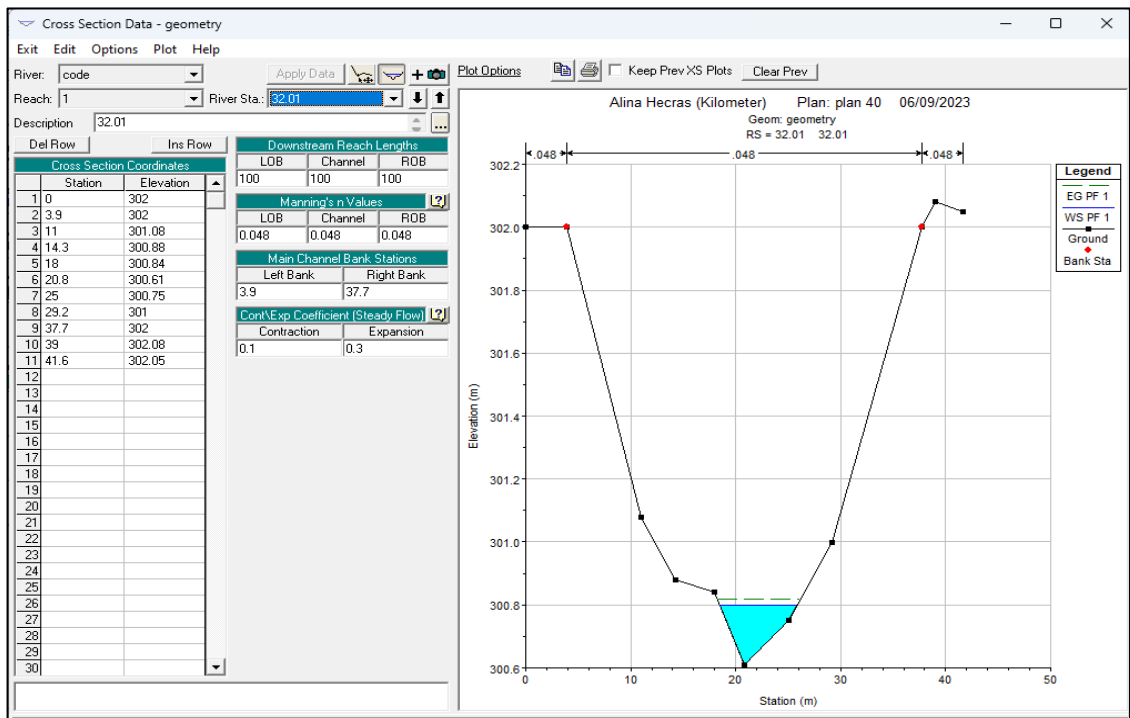 Cross Section Data - geometry
Exit Edit Options Plot Help
River: code Apply Data
Reach: 1 River Sta.: 32.01
Description 32.01 ...
Del Row Ins Row
Cross Section Coordinates
Station Elevation
1 0 302
2 3.9 302
3 11 301.08
4 14.3 300.88
5 18 300.84
6 20.8 300.61
7 25 300.75
8 29.2 301
9 37.7 302
10 39 302.08
11 41.6 302.05
12
13
14
15
16
17
18
19
20
21
22
23
24
25
26
27
28
29
30
Downstream Reach Lengths
LOB Channel ROB
100 100 100
Manning's n Values ?
LOB Channel ROB
0.048 0.048 0.048
Main Channel Bank Stations
Left Bank Right Bank
3.9 37.7
Cont\Exp Coefficient (Steady Flow) ?
Contraction Expansion
0.1 0.3
Plot Options Keep Prev XS Plots Clear Prev
Alina Hecras (Kilometer) Plan: plan 40 06/09/2023
Geom: geometry
RS = 32.01 32.01
.048 .048 .048
302.2
302.0
301.8
301.6
301.4
301.2
301.0
300.8
300.6
Elevation (m)
0 10 20 30 40 50
Station (m)
Legend
EG PF 1
WS PF 1
Ground
Bank Sta